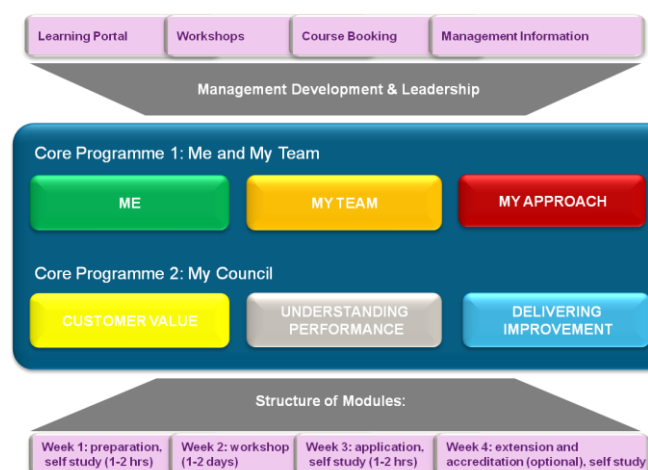 Learning Portal
Workshops
Course Booking
Management Information
Management Development & Leadership
Core Programme 1: Me and My Team
ME
MY TEAM
MY APPROACH
Core Programme 2: My Council
CUSTOMER VALUE
UNDERSTANDING
PERFORMANCE
DELIVERING
IMPROVEMENT
Structure of Modules:
Week 1: preparation,
self study (1-2 hrs)
Week 2: workshop
(1-2 days)
Week 3: application,
self study (1-2 hrs)
Week 4: extension and
accreditation (optional), self study